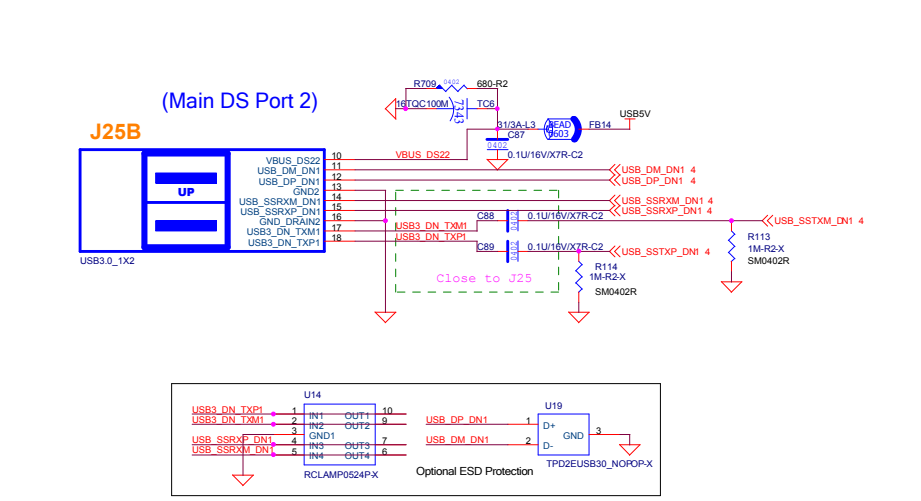 (Main DS Port 2)
J25B
R709 0402 680-R2
16TQC100M 7343 TC6
31/3A-L3 BEAD 0603 FB14
USB5V
C87
0402
0.1U/16V/X7R-C2
UP
VBUS_DS22 10 VBUS_DS22
USB_DM_DN1 11 USB_DM_DN1 4
USB_DP_DN1 12 USB_DP_DN1 4
GND2 13
USB_SSRXM_DN1 14 USB_SSRXM_DN1 4
USB_SSRXP_DN1 15 USB_SSRXP_DN1 4
GND_DRAIN2 16
USB3_DN_TXM1 17 USB3_DN_TXM1 C88 0402 0.1U/16V/X7R-C2 USB_SSTXM_DN1 4
USB3_DN_TXP1 18 USB3_DN_TXP1 C89 0402 0.1U/16V/X7R-C2 USB_SSTXP_DN1 4
USB3.0_1X2
Close to J25
R113
1M-R2-X
SM0402R
R114
1M-R2-X
SM0402R
U14
USB3_DN_TXP1 1 IN1 OUT1 10
USB3_DN_TXM1 2 IN2 OUT2 9
3 GND1
USB_SSRXP_DN1 4 IN3 OUT3 7
USB_SSRXM_DN1 5 IN4 OUT4 6
RCLAMP0524P-X
U19
USB_DP_DN1 1 D+
GND 3
USB_DM_DN1 2 D-
TPD2EUSB30_NOPOP-X
Optional ESD Protection